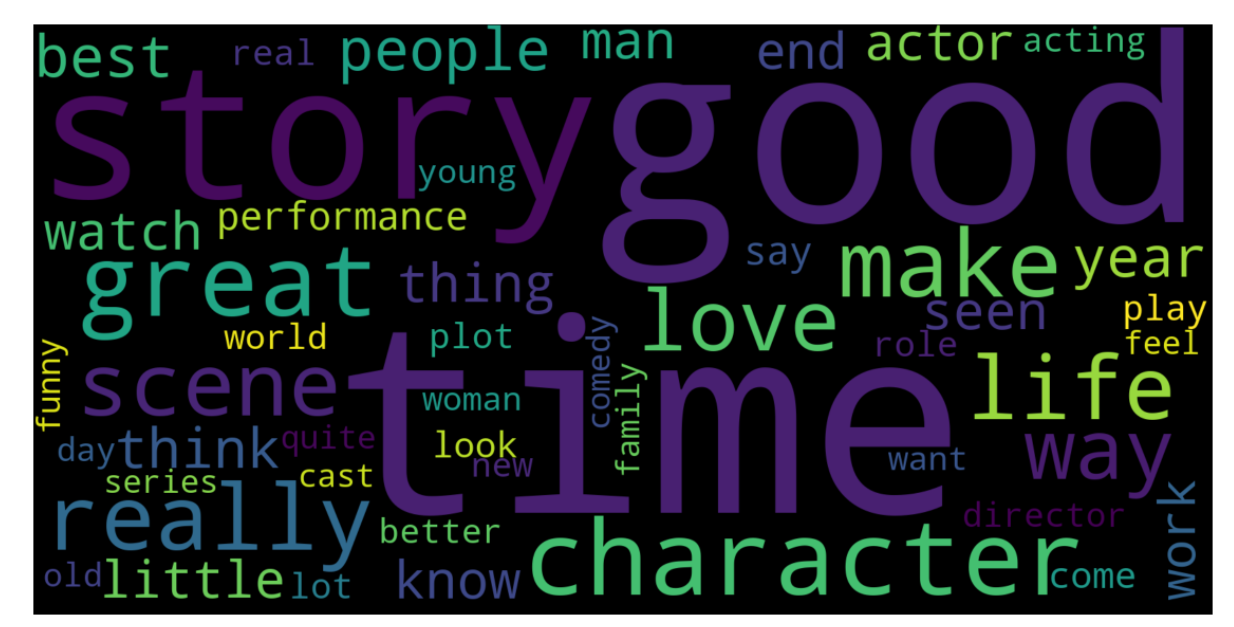 best real people man end actor acting
story good
young
watch performance say make year
great thing love seen play
world plot comedy role feel
funny scene time family life
woman
day think quite look new want way
series cast
really better director work
old little lot know character come